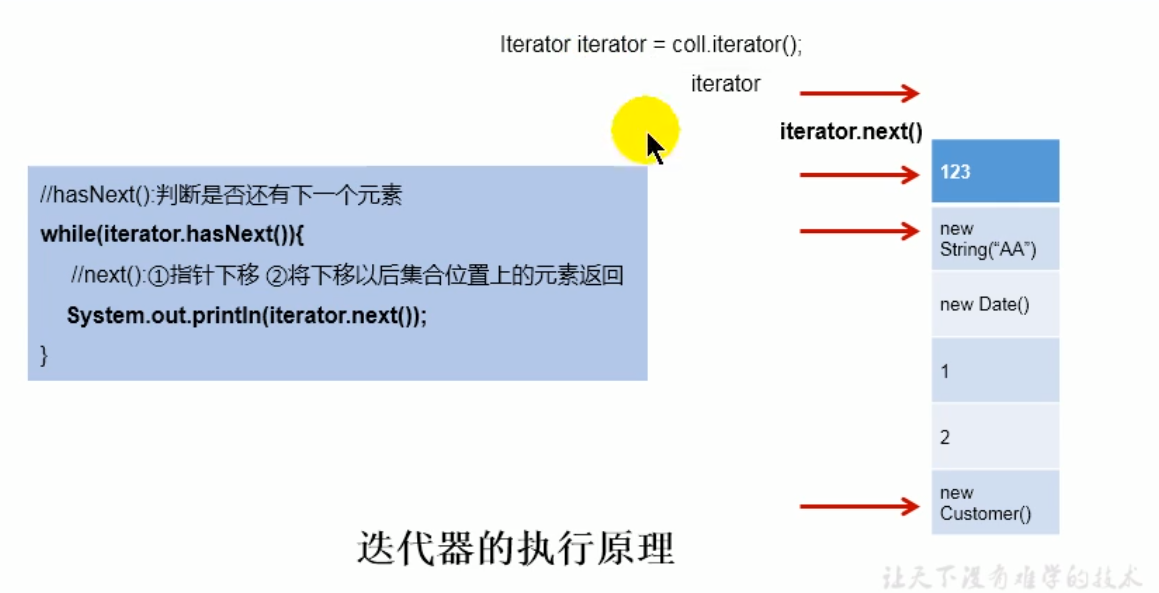 Iterator iterator = coll.iterator();
iterator
iterator.next()
//hasNext():判断是否还有下一个元素
while(iterator.hasNext()){
//next():①指针下移 ②将下移以后集合位置上的元素返回
System.out.println(iterator.next());
}
123
new
String(“AA”)
new Date()
1
2
new
Customer()
迭代器的执行原理
让天下没有难学的技术